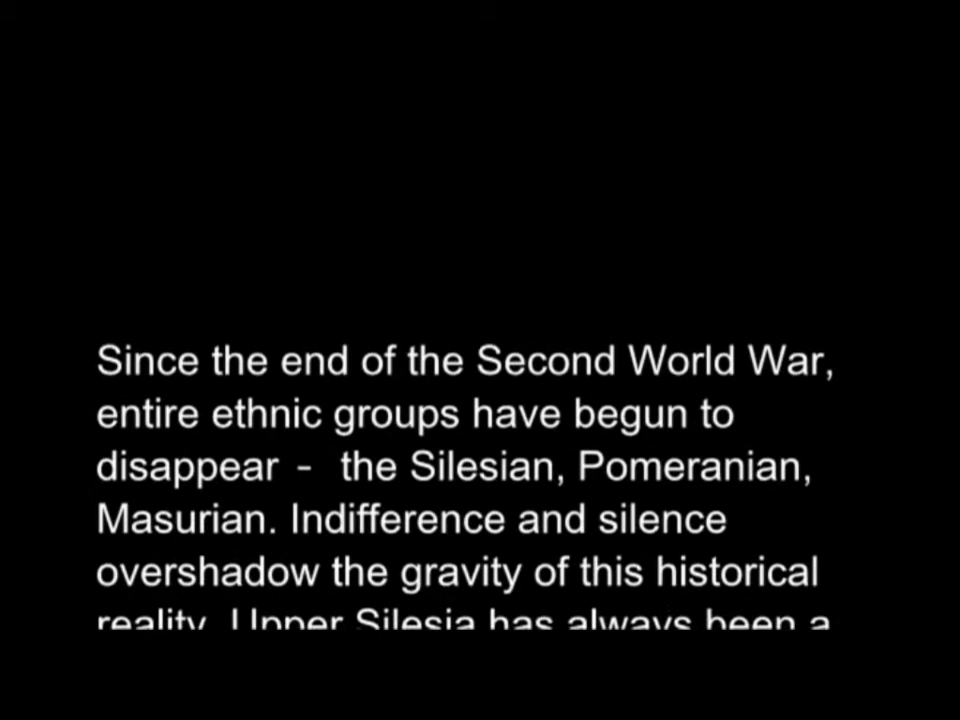 Since the end of the Second World War,
entire ethnic groups have begun to
disappear - the Silesian, Pomeranian,
Masurian. Indifference and silence
overshadow the gravity of this historical
reality. Upper Silesia has always been a